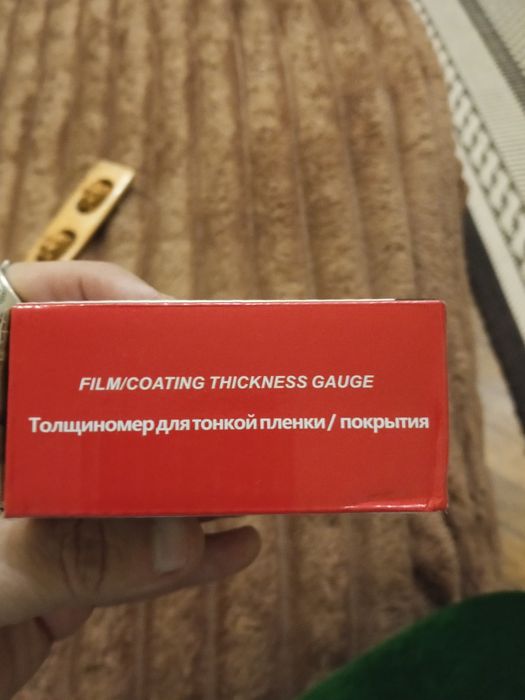 FILM/COATING THICKNESS GAUGE
Толщиномер для тонкой пленки / покрытия